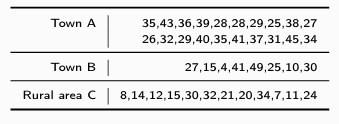 Town A 35,43,36,39,28,28,29,25,38,27
26,32,29,40,35,41,37,31,45,34
Town B 27,15,4,41,49,25,10,30
Rural area C 8,14,12,15,30,32,21,20,34,7,11,24